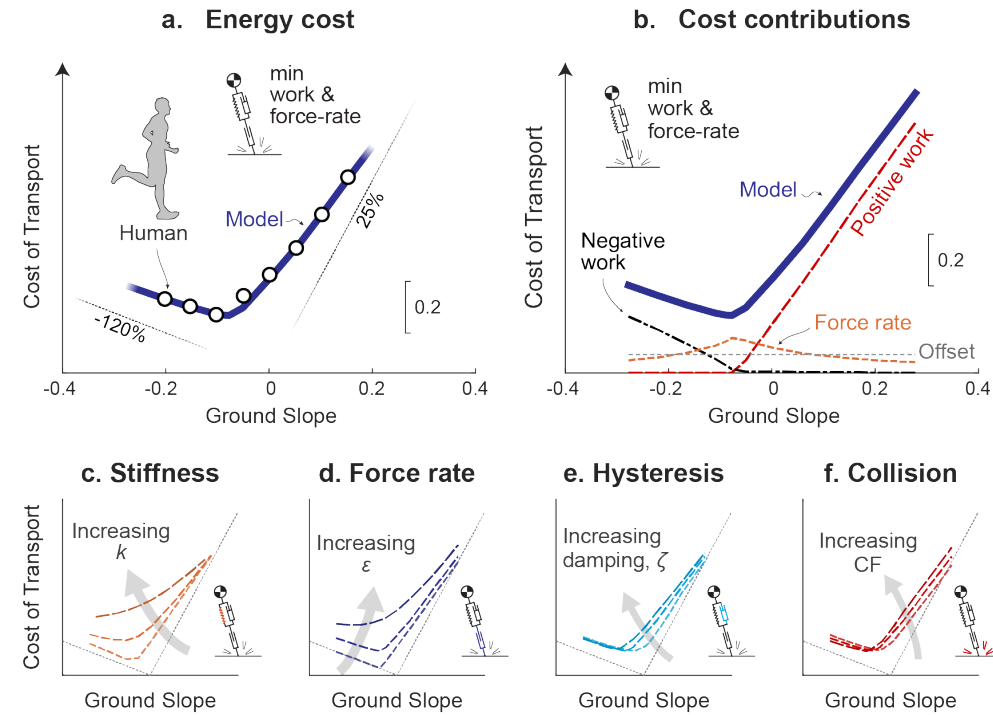 a. Energy cost
min
work &
force-rate
Cost of Transport
Human
Model
25%
-120%
0.2
-0.4
-0.2
0
0.2
0.4
Ground Slope
b. Cost contributions
min
work &
force-rate
Cost of Transport
Model
Positive work
Negative
work
0.2
Force rate
Offset
-0.4
-0.2
0
0.2
0.4
Ground Slope
c. Stiffness
Cost of Transport
Increasing
k
Ground Slope
d. Force rate
Increasing
ε
Ground Slope
e. Hysteresis
Increasing
damping, ζ
Ground Slope
f. Collision
Increasing
CF
Ground Slope